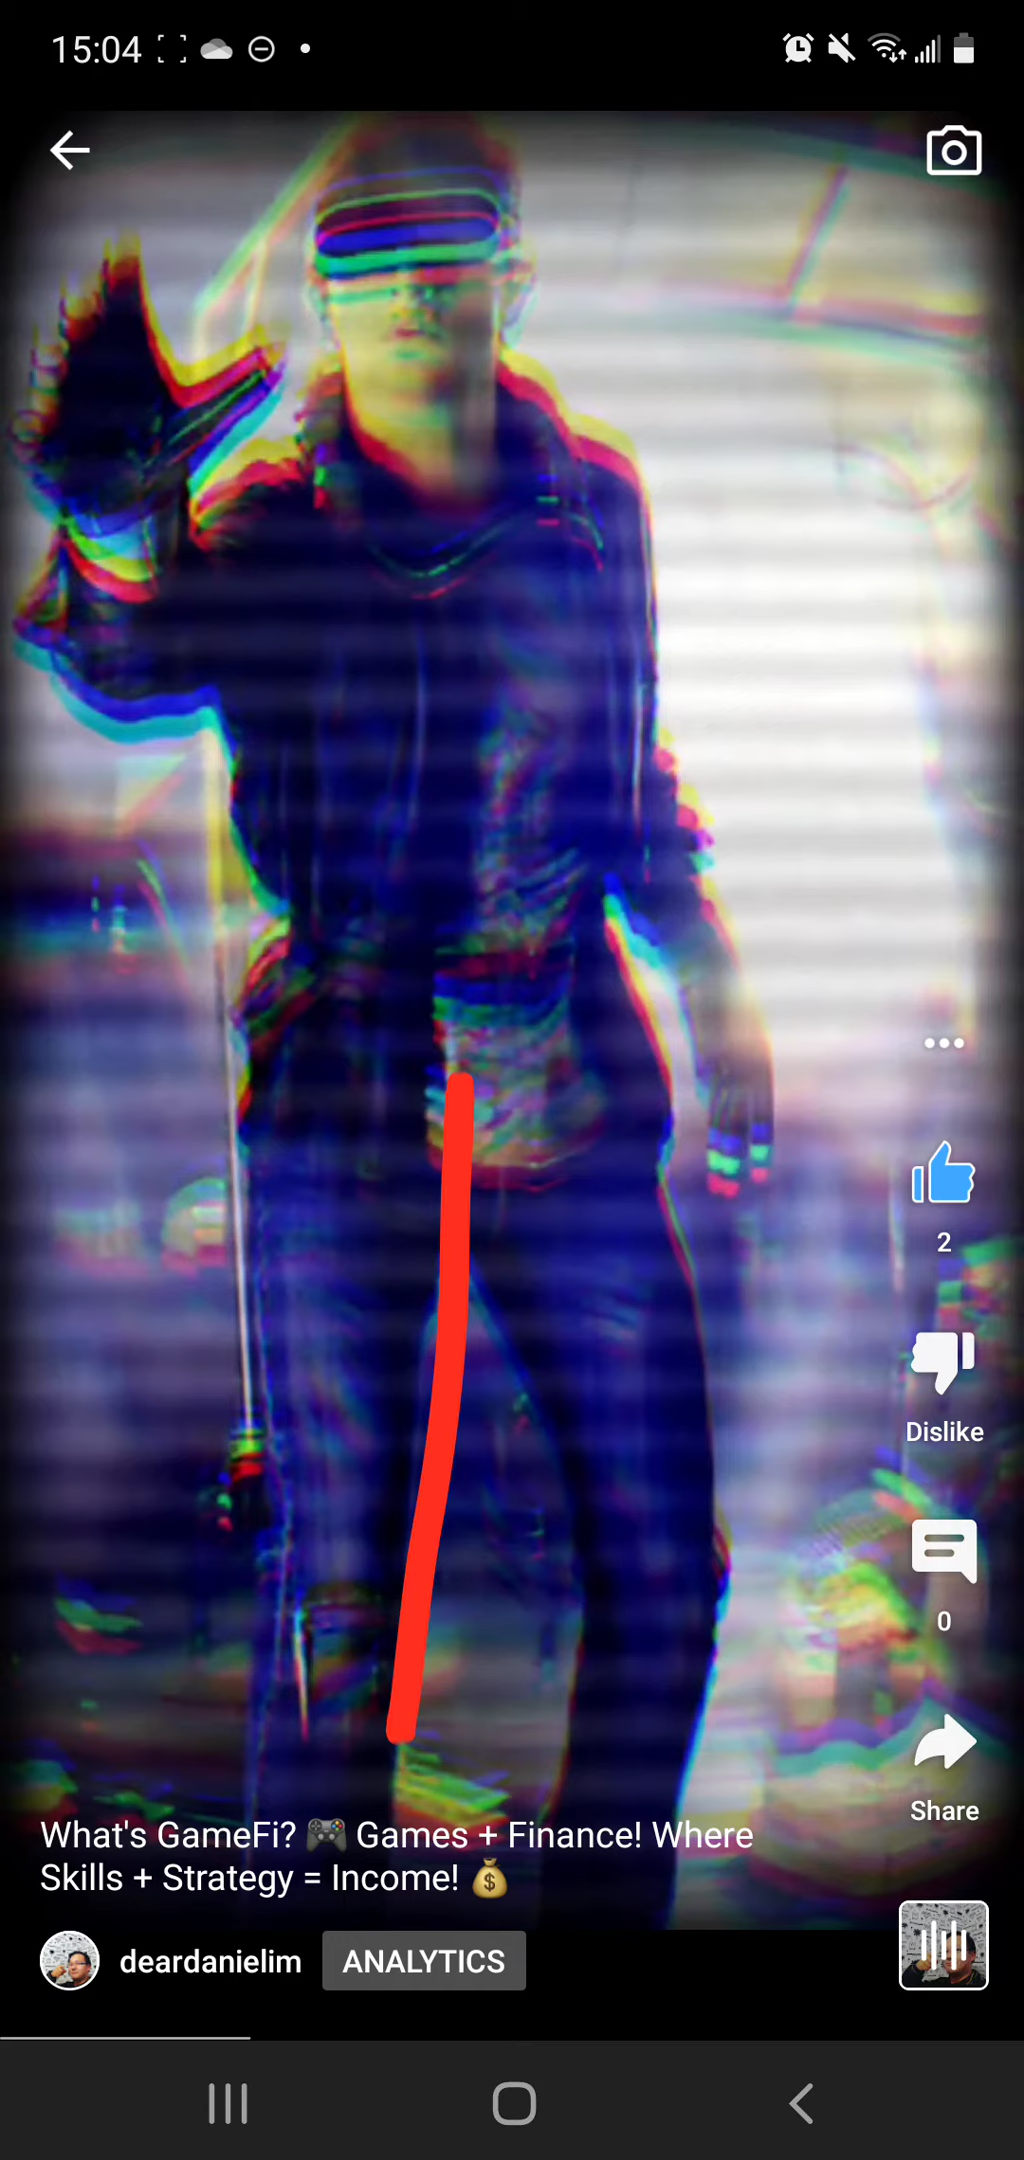 15:04
2
Dislike
0
Share
What's GameFi? 🎮 Games + Finance! Where
Skills + Strategy = Income! 💰
deardanielim ANALYTICS